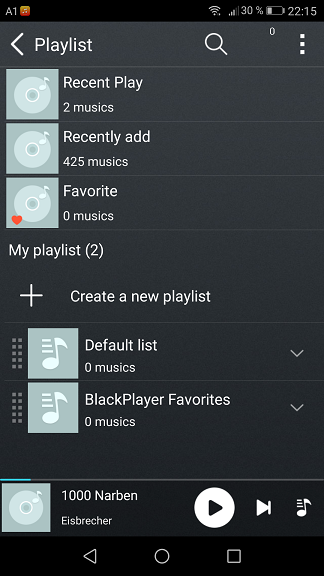 A1 30 % 22:15
Playlist 0
Recent Play
2 musics
Recently add
425 musics
Favorite
0 musics
My playlist (2)
Create a new playlist
Default list
0 musics
BlackPlayer Favorites
0 musics
1000 Narben
Eisbrecher